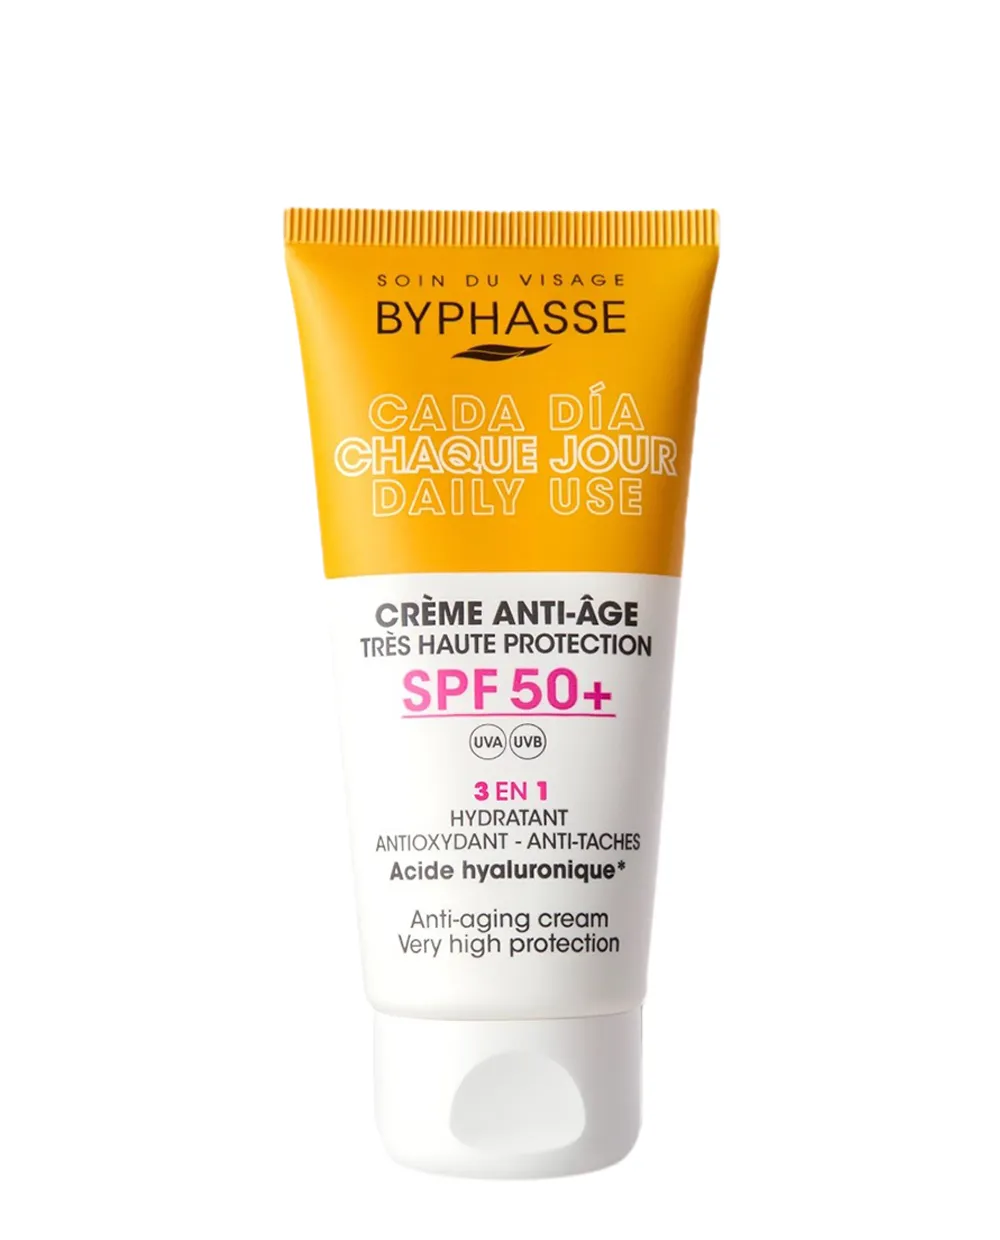 SOIN DU VISAGE
BYPHASSE
CADA DÍA
CHAQUE JOUR
DAILY USE
CRÈME ANTI-ÂGE
TRÈS HAUTE PROTECTION
SPF 50+
UVA UVB
3 EN 1
HYDRATANT
ANTIOXYDANT - ANTI-TACHES
Acide hyaluronique*
Anti-aging cream
Very high protection